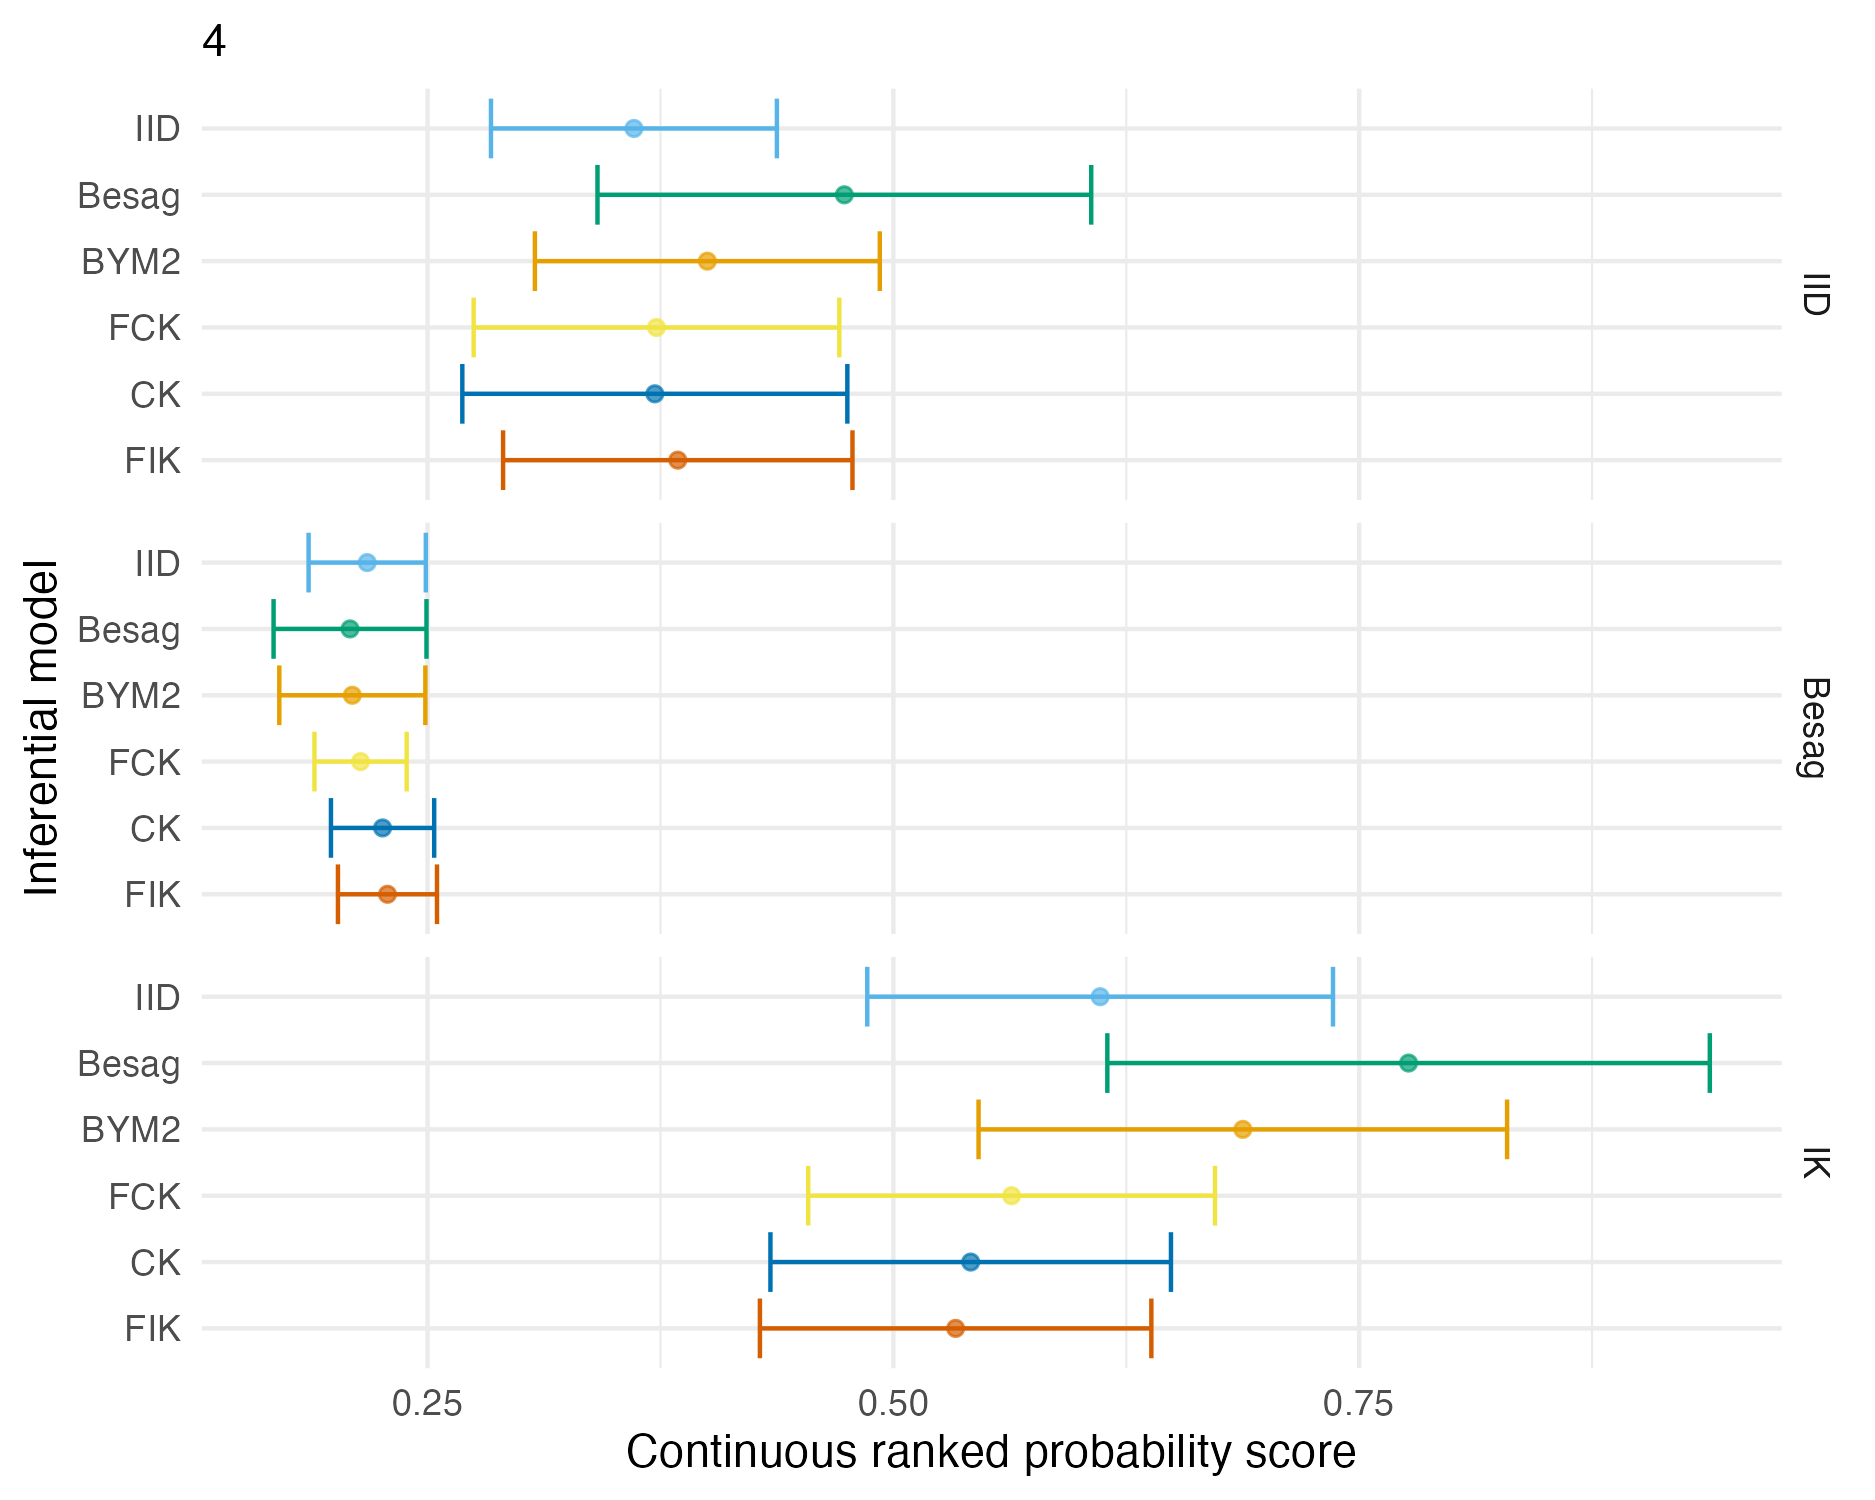 4
IID
Besag
BYM2
FCK
CK
FIK
IID
IID
Besag
BYM2
FCK
CK
FIK
Besag
IID
Besag
BYM2
FCK
CK
FIK
IK
Inferential model
0.25 0.50 0.75
Continuous ranked probability score